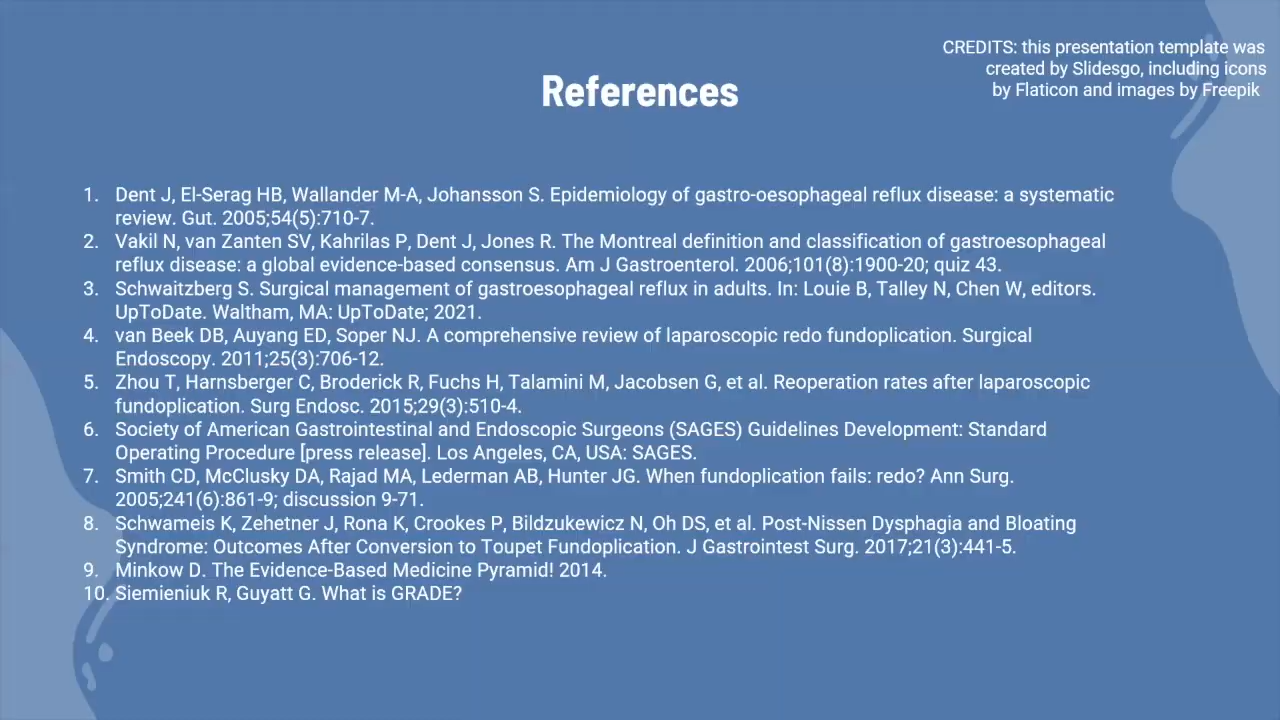 CREDITS: this presentation template was
created by Slidesgo, including icons
by Flaticon and images by Freepik
References
1. Dent J, El-Serag HB, Wallander M-A, Johansson S. Epidemiology of gastro-oesophageal reflux disease: a systematic
review. Gut. 2005;54(5):710-7.
2. Vakil N, van Zanten SV, Kahrilas P, Dent J, Jones R. The Montreal definition and classification of gastroesophageal
reflux disease: a global evidence-based consensus. Am J Gastroenterol. 2006;101(8):1900-20; quiz 43.
3. Schwaitzberg S. Surgical management of gastroesophageal reflux in adults. In: Louie B, Talley N, Chen W, editors.
UpToDate. Waltham, MA: UpToDate; 2021.
4. van Beek DB, Auyang ED, Soper NJ. A comprehensive review of laparoscopic redo fundoplication. Surgical
Endoscopy. 2011;25(3):706-12.
5. Zhou T, Harnsberger C, Broderick R, Fuchs H, Talamini M, Jacobsen G, et al. Reoperation rates after laparoscopic
fundoplication. Surg Endosc. 2015;29(3):510-4.
6. Society of American Gastrointestinal and Endoscopic Surgeons (SAGES) Guidelines Development: Standard
Operating Procedure [press release]. Los Angeles, CA, USA: SAGES.
7. Smith CD, McClusky DA, Rajad MA, Lederman AB, Hunter JG. When fundoplication fails: redo? Ann Surg.
2005;241(6):861-9; discussion 9-71.
8. Schwameis K, Zehetner J, Rona K, Crookes P, Bildzukewicz N, Oh DS, et al. Post-Nissen Dysphagia and Bloating
Syndrome: Outcomes After Conversion to Toupet Fundoplication. J Gastrointest Surg. 2017;21(3):441-5.
9. Minkow D. The Evidence-Based Medicine Pyramid! 2014.
10. Siemieniuk R, Guyatt G. What is GRADE?